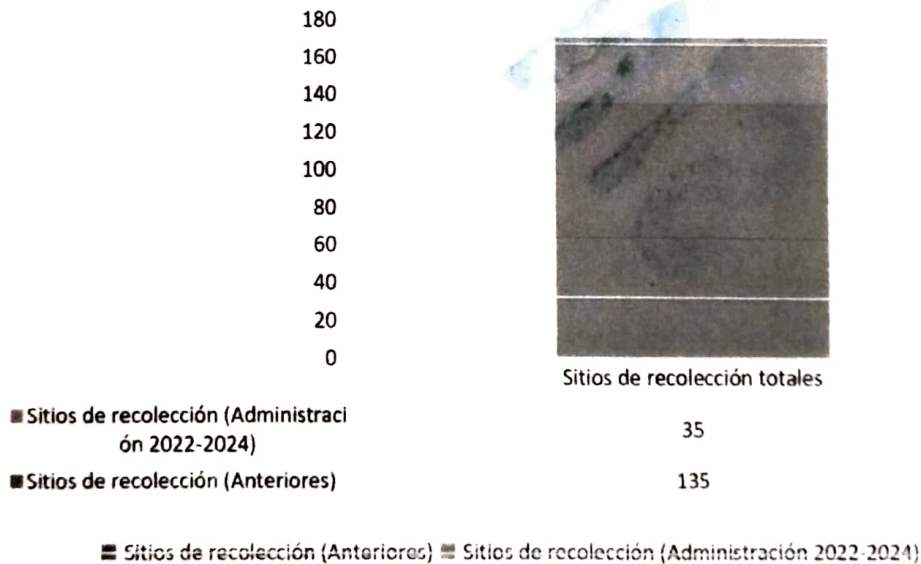 180
160
140
120
100
80
60
40
20
0
Sitios de recolección totales
Sitios de recolección (Administraci
ón 2022-2024)
35
Sitios de recolección (Anteriores)
135
Sitios de recolección (Anteriores) Sitios de recolección (Administración 2022-2024)